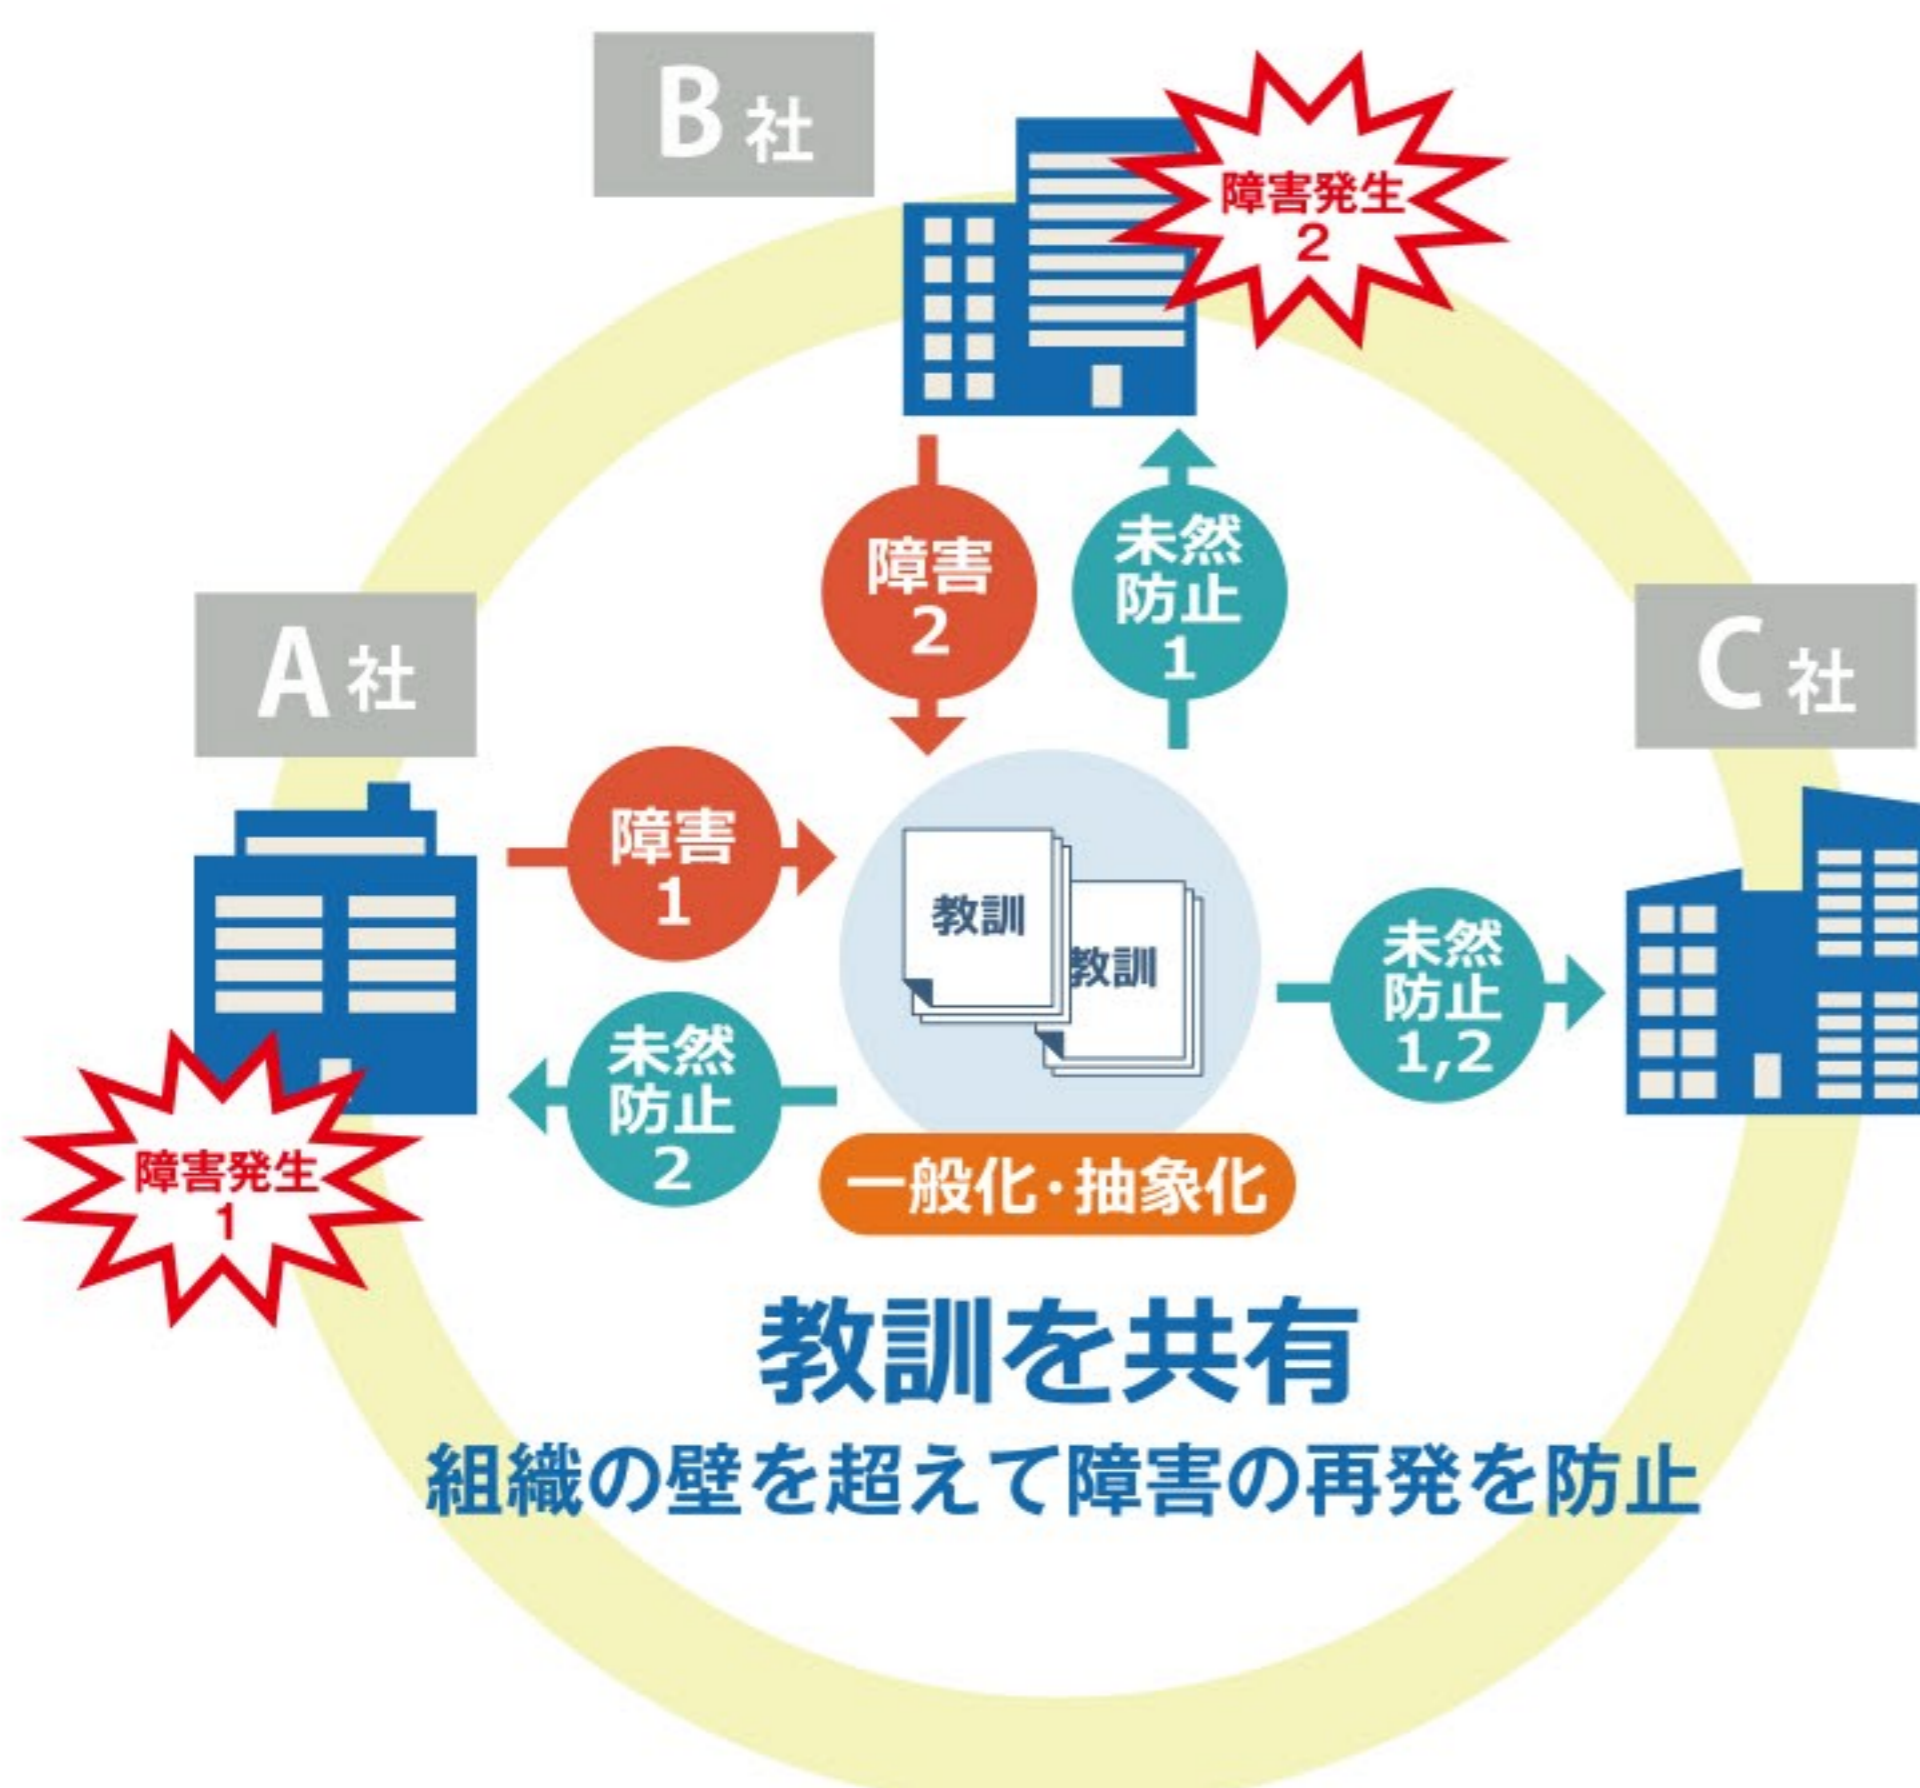 B社
障害発生
2
障害
2
未然
防止
1
A社
C社
障害
1
教訓
教訓
未然
防止
1,2
未然
防止
2
障害発生
1
一般化・抽象化
教訓を共有
組織の壁を超えて障害の再発を防止